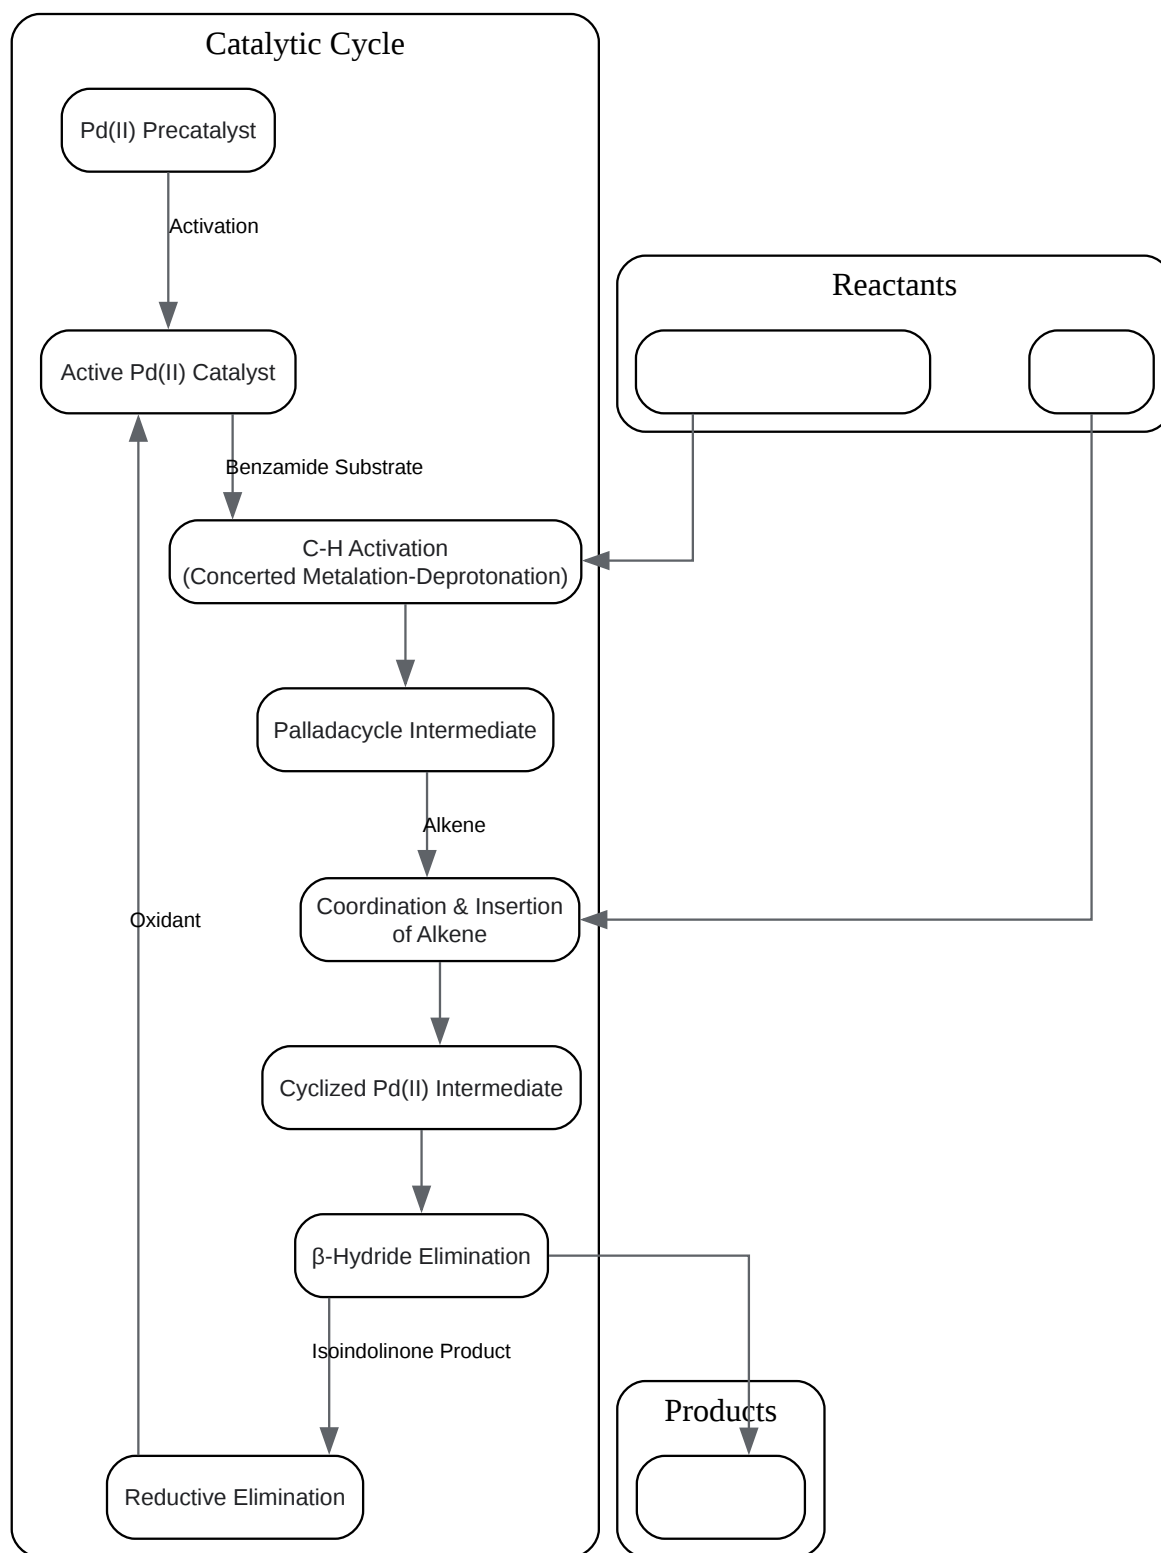 Catalytic Cycle
Pd(II) Precatalyst
Activation
Reactants
Active Pd(II) Catalyst
Benzamide Substrate
C-H Activation
(Concerted Metalation-Deprotonation)
Palladacycle Intermediate
Alkene
Coordination & Insertion
of Alkene
Oxidant
Cyclized Pd(II) Intermediate
β-Hydride Elimination
Isoindolinone Product
Products
Reductive Elimination